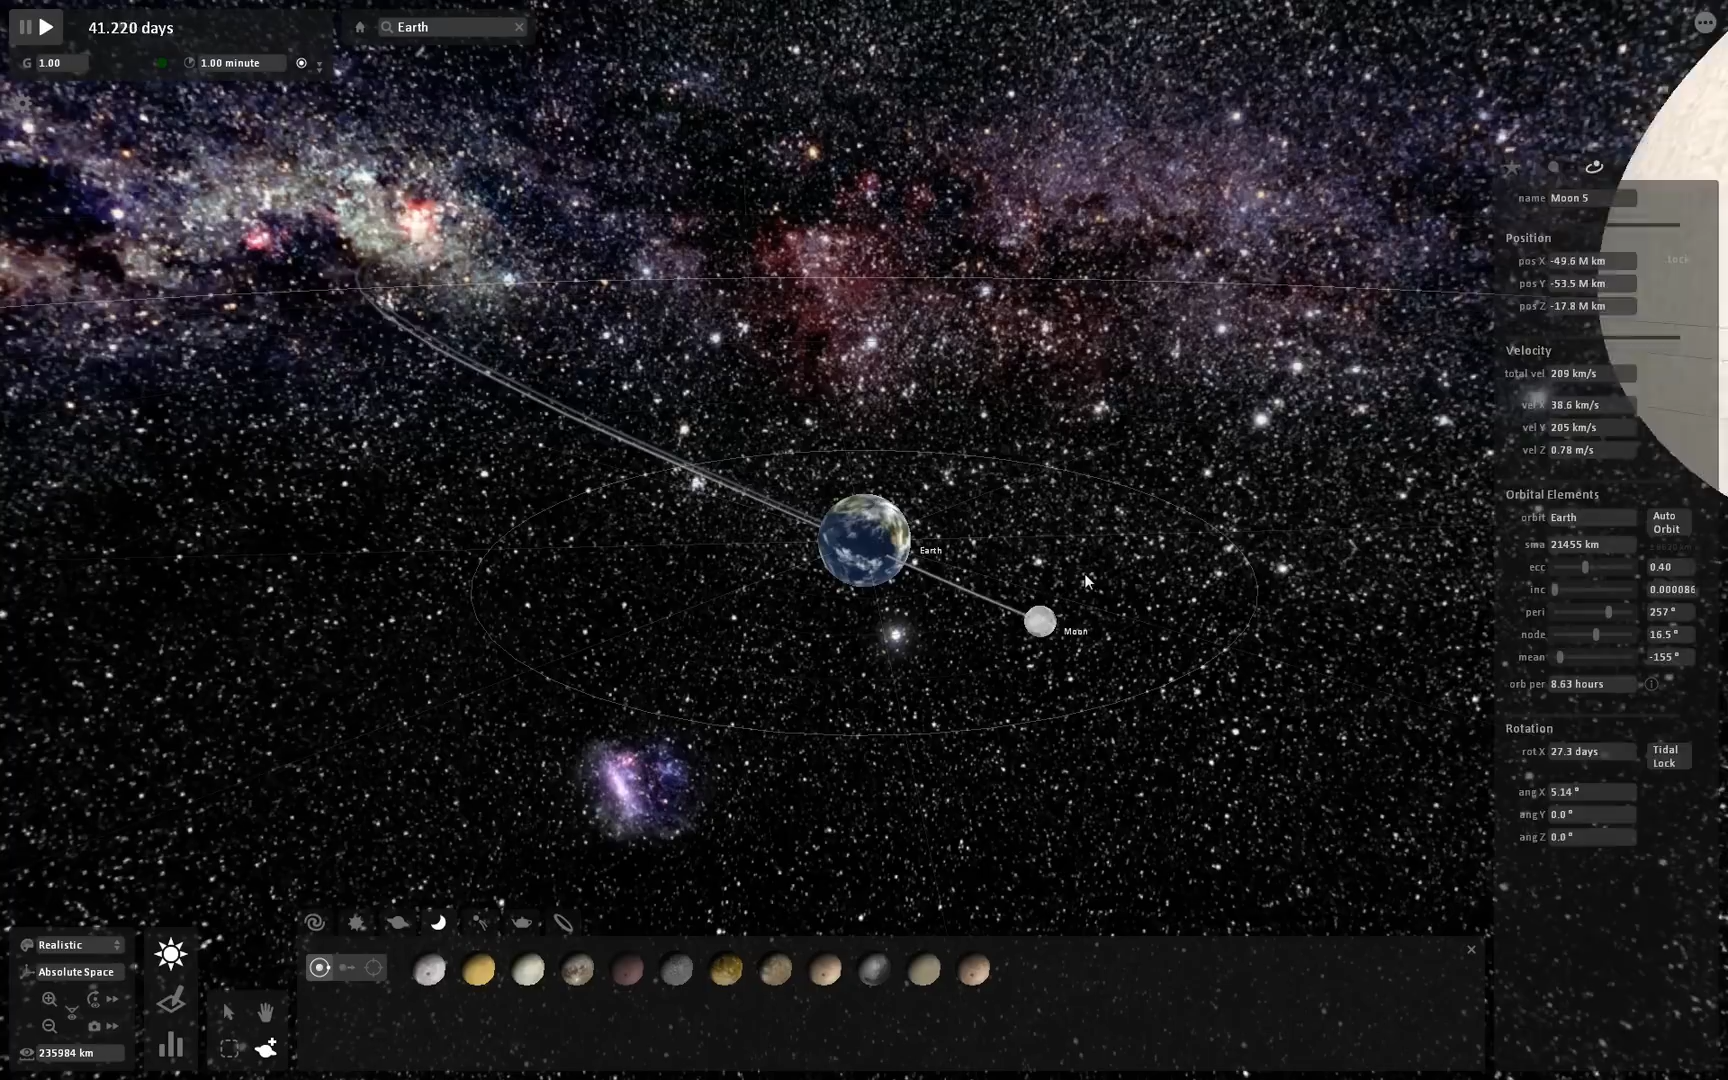 41.220 days
Earth
G 1.00
1.00 minute
name Moon 5
Position
pos X -49.6 M km
Lock
pos Y -53.5 M km
pos Z -17.8 M km
Velocity
total vel 209 km/s
vel X 38.6 km/s
vel Y 205 km/s
vel Z 0.78 m/s
Orbital Elements
orbit Earth
Auto Orbit
sma 21455 km
ecc 0.40
inc 0.000086
peri 257 °
node 16.5 °
mean -155 °
orb per 8.63 hours
Rotation
rot X 27.3 days
Tidal Lock
ang X 5.14 °
ang Y 0.0 °
ang Z 0.0 °
Earth
Moon
Realistic
Absolute Space
235984 km